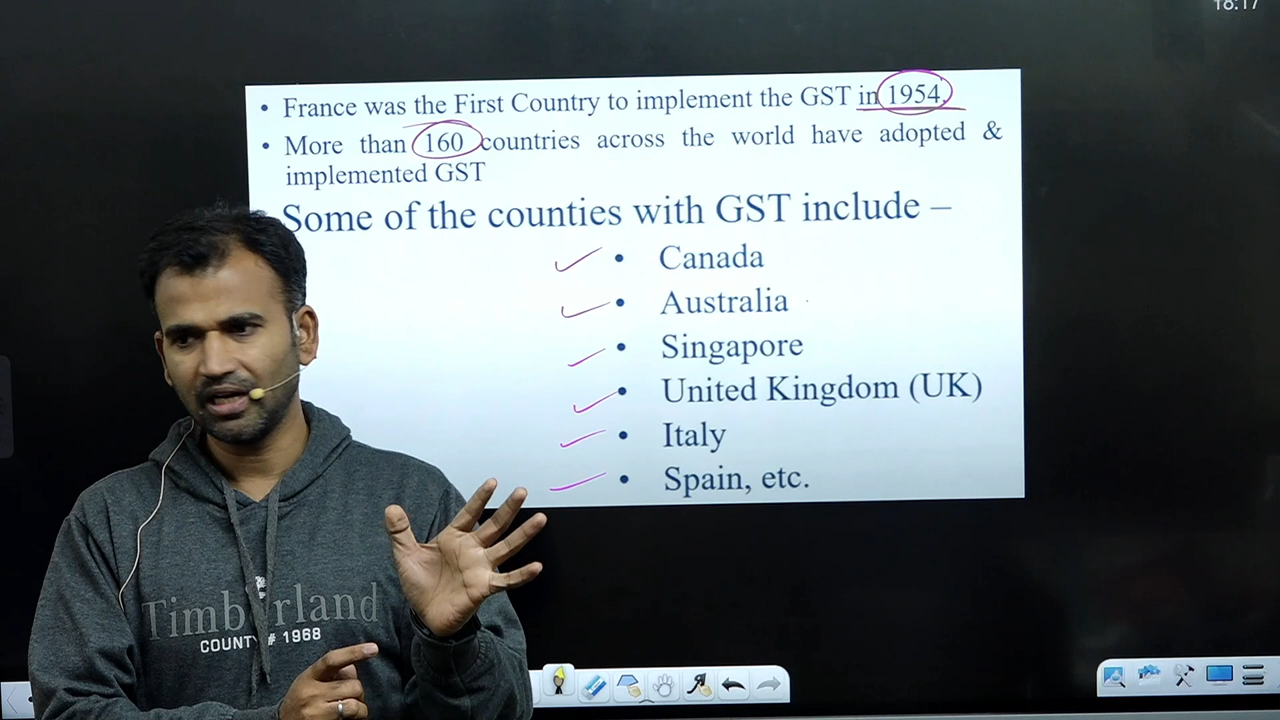 18:17
• France was the First Country to implement the GST in 1954.
• More than 160 countries across the world have adopted &
implemented GST
Some of the counties with GST include –
• Canada
• Australia
• Singapore
• United Kingdom (UK)
• Italy
• Spain, etc.
Timberland
COUNTY# 1968